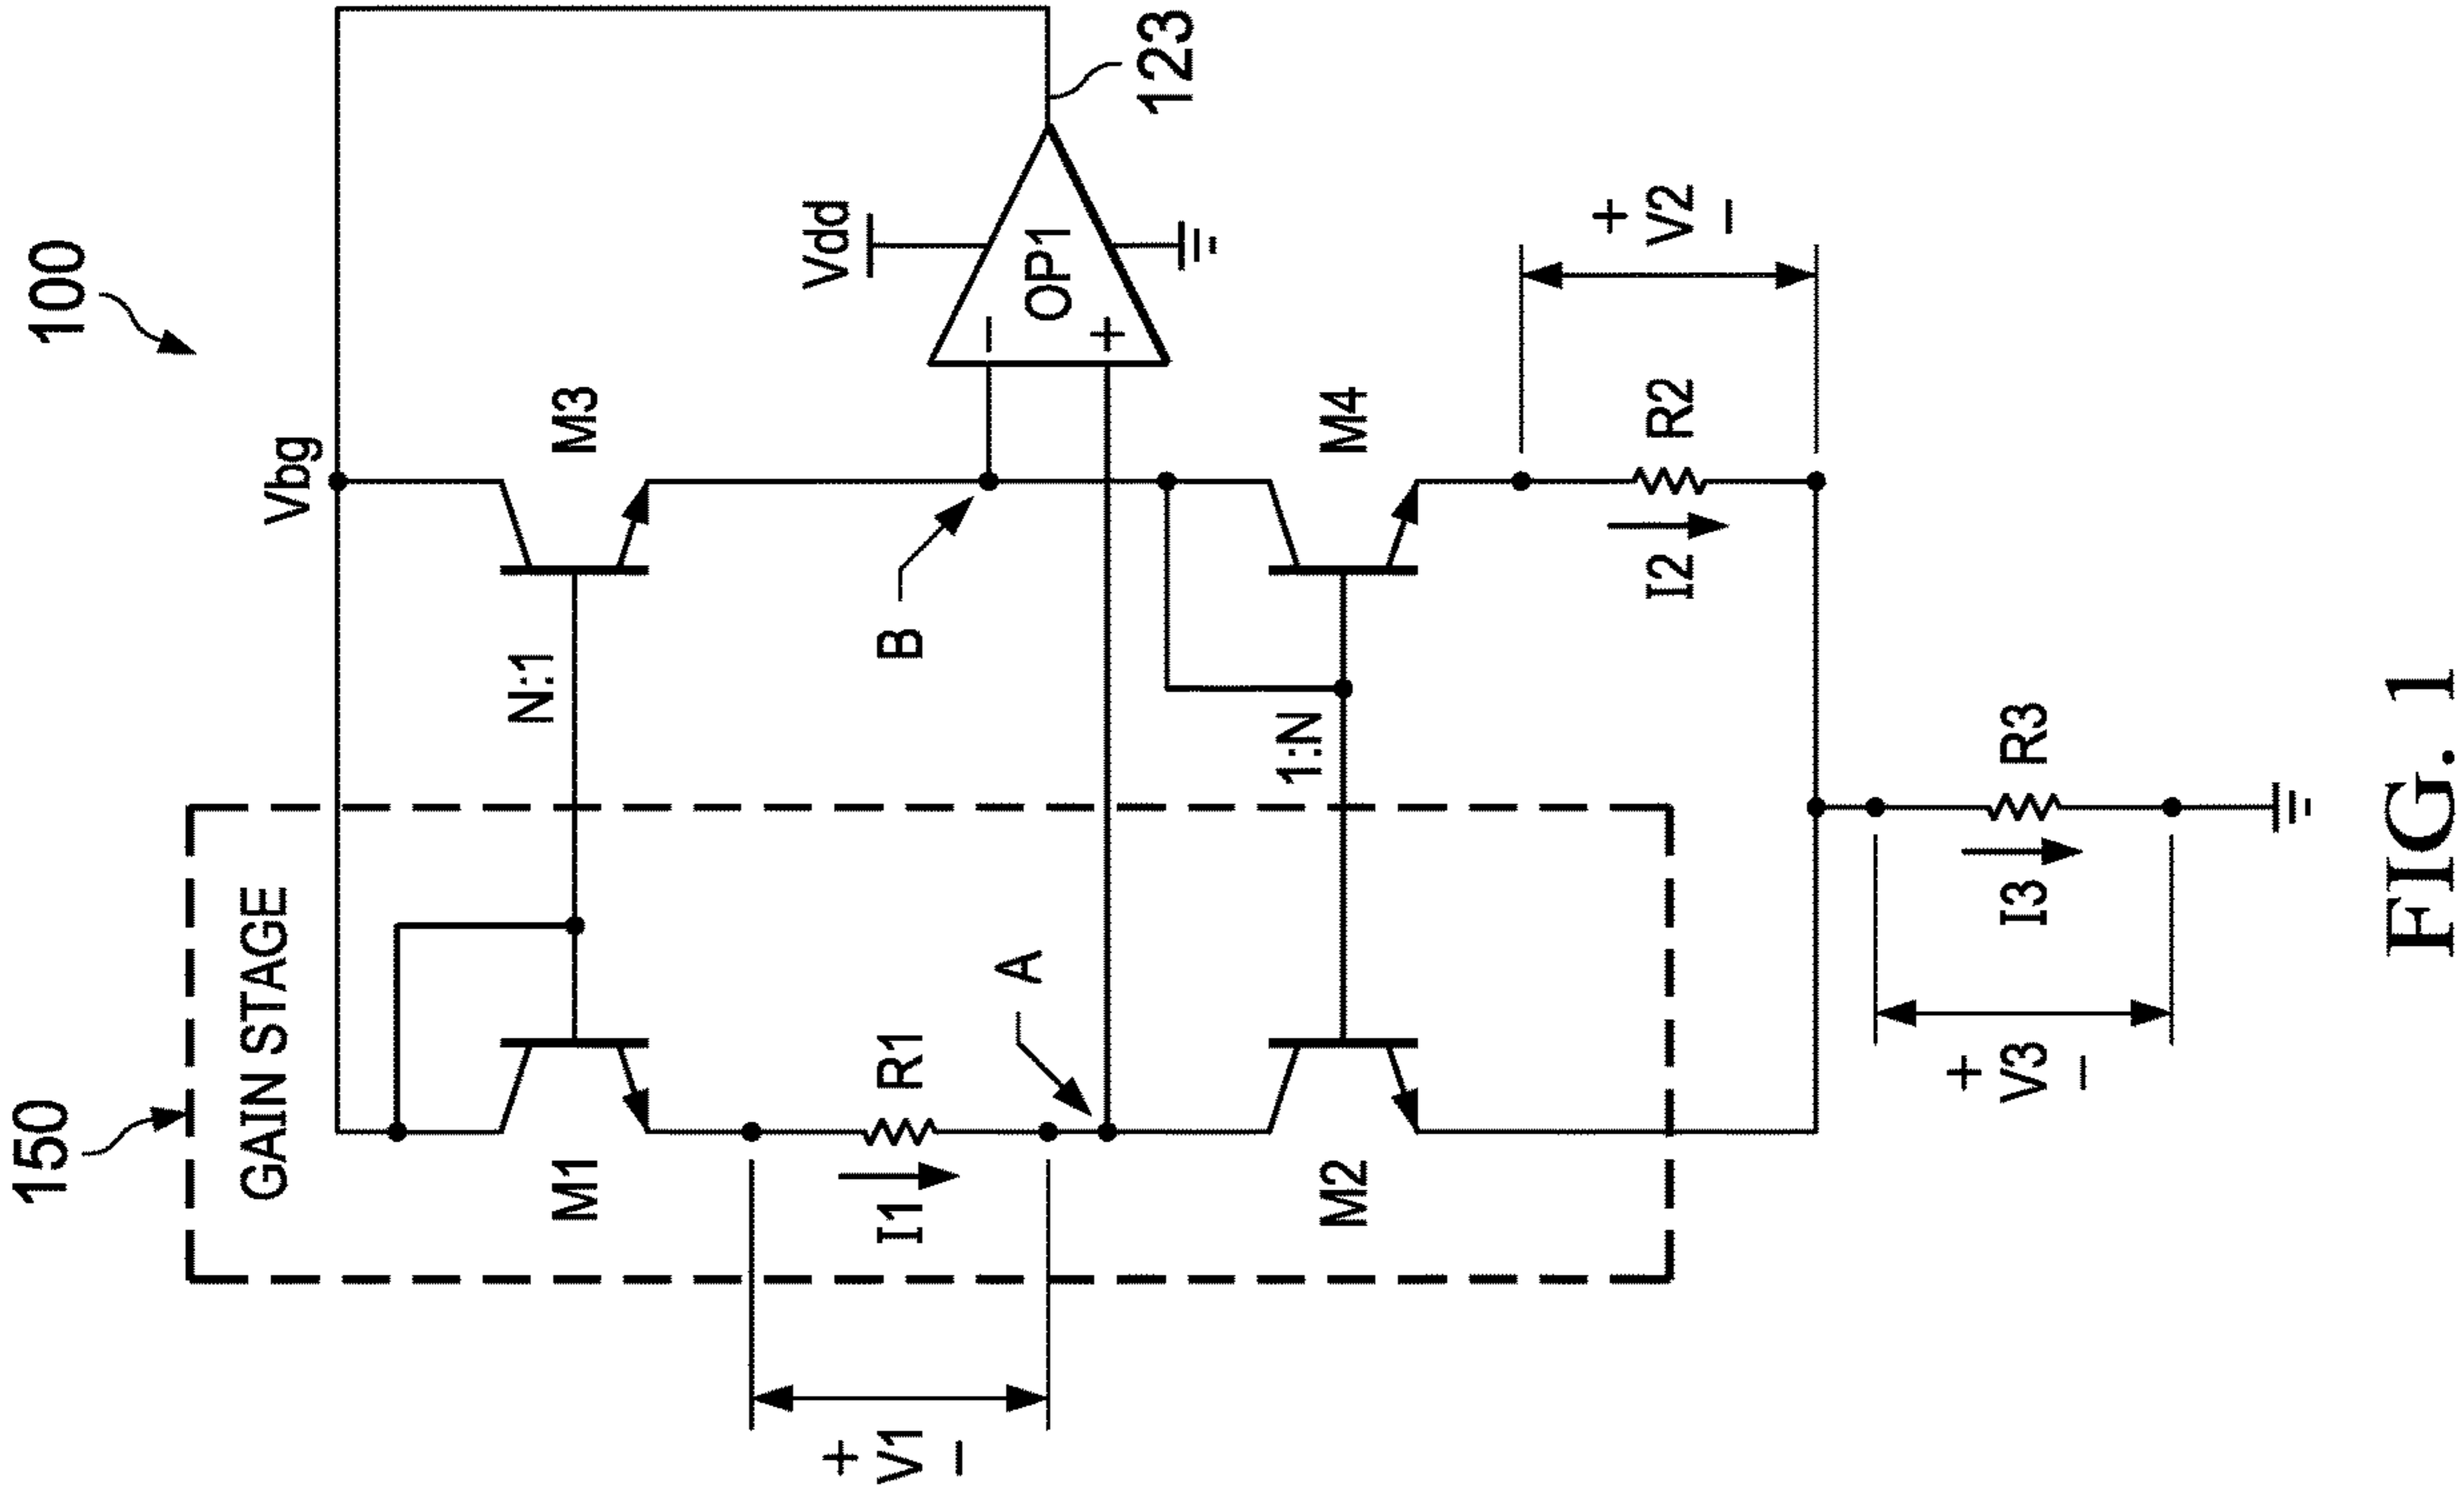 100
150
GAIN STAGE
Vbg
M1
N:1
M3
Vdd
OP1
−
+
123
B
A
+
V1
−
I1
R1
M2
1:N
M4
I2
R2
+
V2
−
+
V3
−
I3
R3
FIG. 1